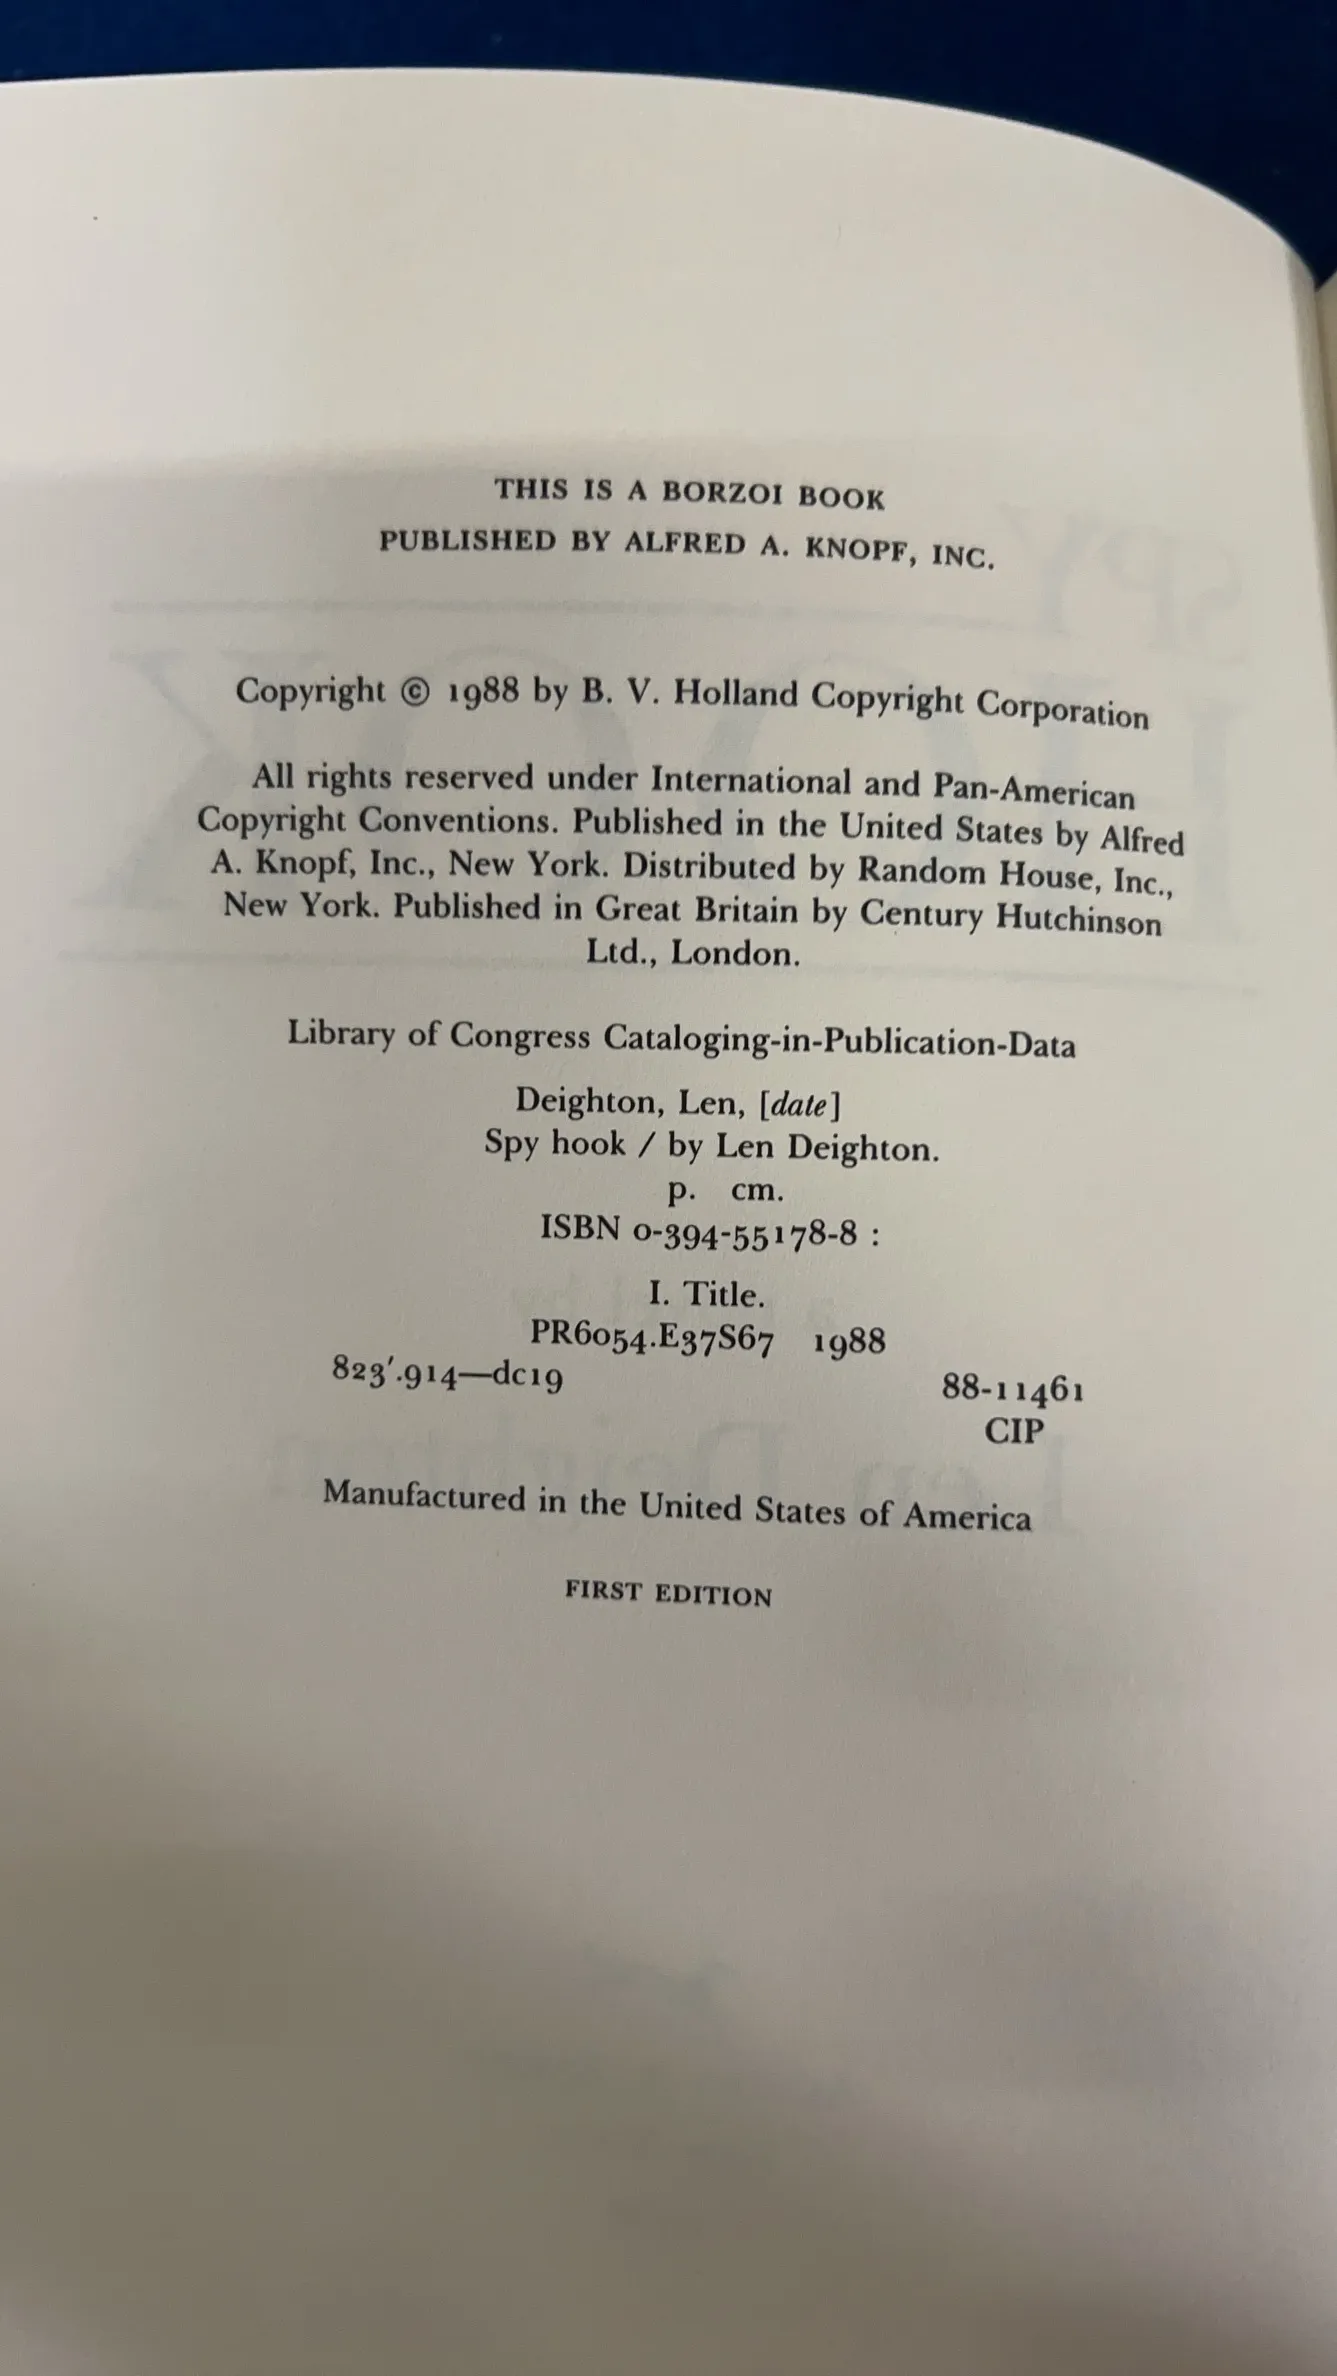 THIS IS A BORZOI BOOK
PUBLISHED BY ALFRED A. KNOPF, INC.
Copyright © 1988 by B. V. Holland Copyright Corporation
All rights reserved under International and Pan-American
Copyright Conventions. Published in the United States by Alfred
A. Knopf, Inc., New York. Distributed by Random House, Inc.,
New York. Published in Great Britain by Century Hutchinson
Ltd., London.
Library of Congress Cataloging-in-Publication-Data
Deighton, Len, [date]
Spy hook / by Len Deighton.
p. cm.
ISBN 0-394-55178-8 :
I. Title.
PR6054.E37S67 1988
823'.914—dc19
88-11461
CIP
Manufactured in the United States of America
FIRST EDITION